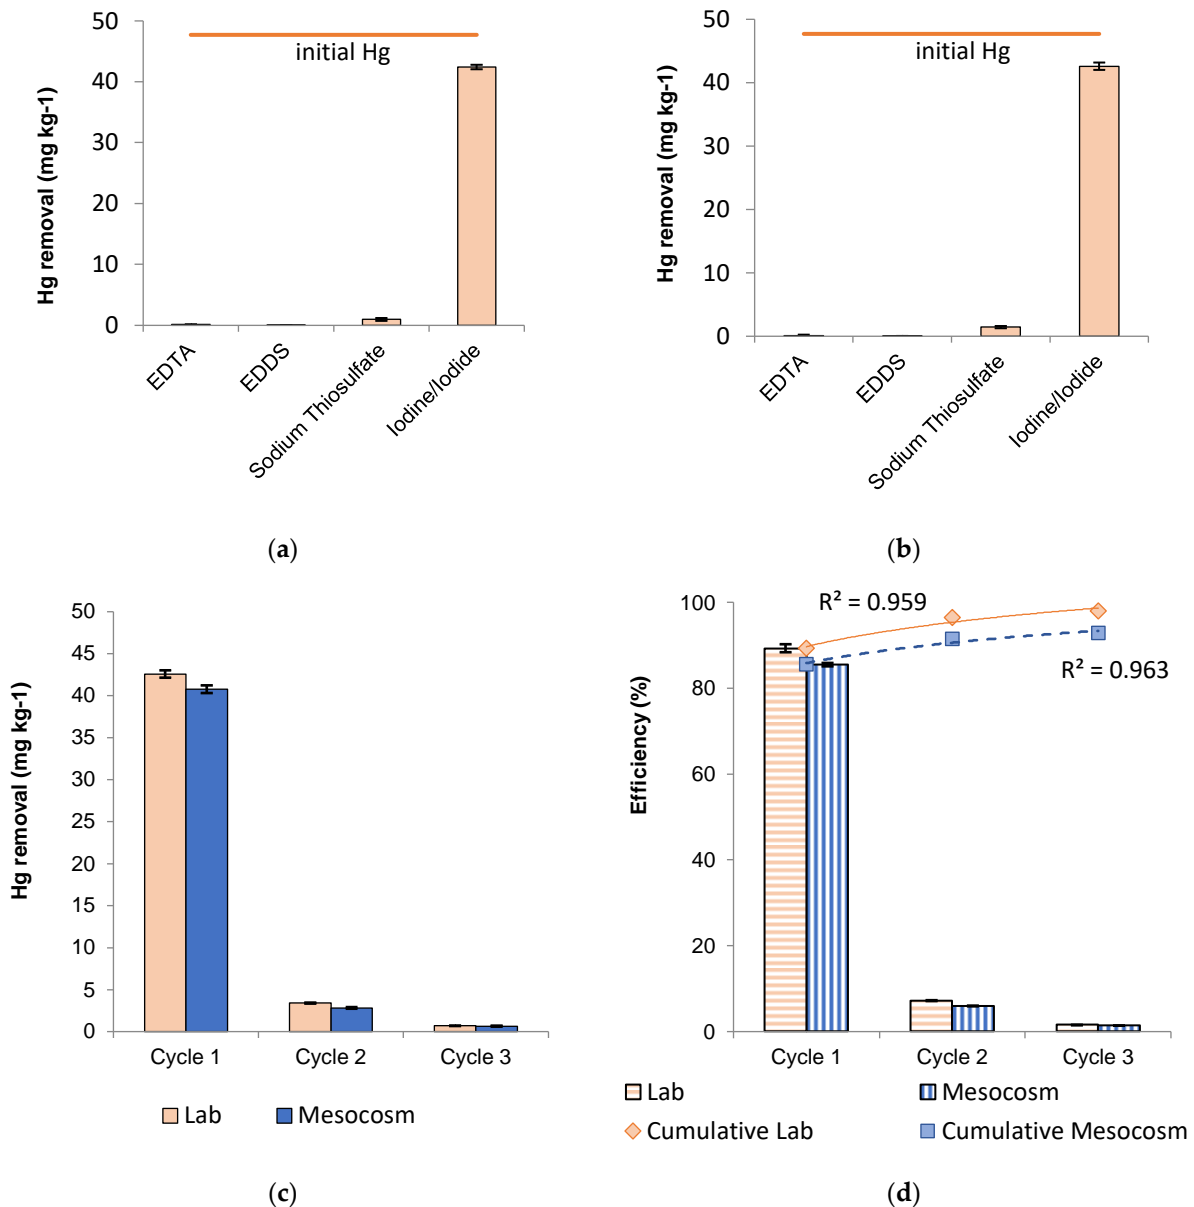 50
40
30
20
10
0
Hg removal (mg kg-1)
initial Hg
EDTA
EDDS
Sodium Thiosulfate
Iodine/Iodide
(a)
50
40
30
20
10
0
Hg removal (mg kg-1)
initial Hg
EDTA
EDDS
Sodium Thiosulfate
Iodine/Iodide
(b)
50
45
40
35
30
25
20
15
10
5
0
Hg removal (mg kg-1)
Cycle 1
Cycle 2
Cycle 3
Lab
Mesocosm
(c)
100
80
60
40
20
0
Efficiency (%)
R² = 0.959
R² = 0.963
Cycle 1
Cycle 2
Cycle 3
Lab
Mesocosm
Cumulative Lab
Cumulative Mesocosm
(d)